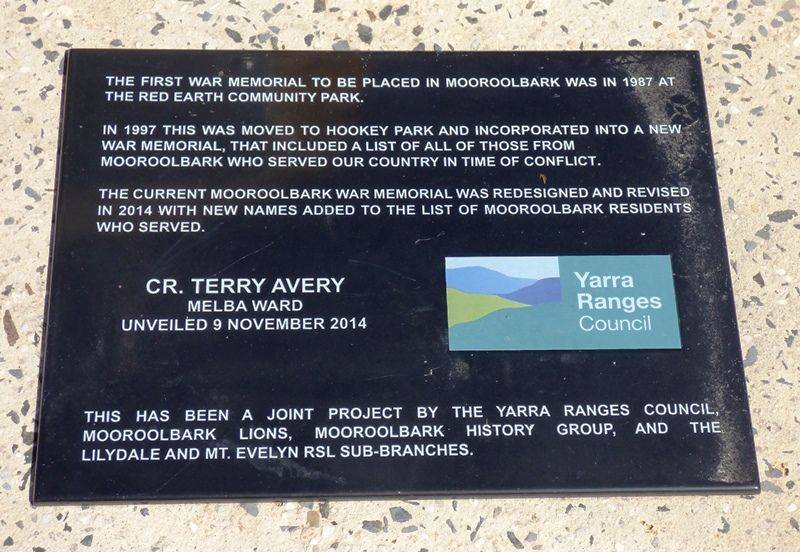 THE FIRST WAR MEMORIAL TO BE PLACED IN MOOROOLBARK WAS IN 1987 AT
THE RED EARTH COMMUNITY PARK.
IN 1997 THIS WAS MOVED TO HOOKEY PARK AND INCORPORATED INTO A NEW
WAR MEMORIAL, THAT INCLUDED A LIST OF ALL OF THOSE FROM
MOOROOLBARK WHO SERVED OUR COUNTRY IN TIME OF CONFLICT.
THE CURRENT MOOROOLBARK WAR MEMORIAL WAS REDESIGNED AND REVISED
IN 2014 WITH NEW NAMES ADDED TO THE LIST OF MOOROOLBARK RESIDENTS
WHO SERVED.
CR. TERRY AVERY
MELBA WARD
UNVEILED 9 NOVEMBER 2014
Yarra
Ranges
Council
THIS HAS BEEN A JOINT PROJECT BY THE YARRA RANGES COUNCIL,
MOOROOLBARK LIONS, MOOROOLBARK HISTORY GROUP, AND THE
LILYDALE AND MT. EVELYN RSL SUB-BRANCHES.